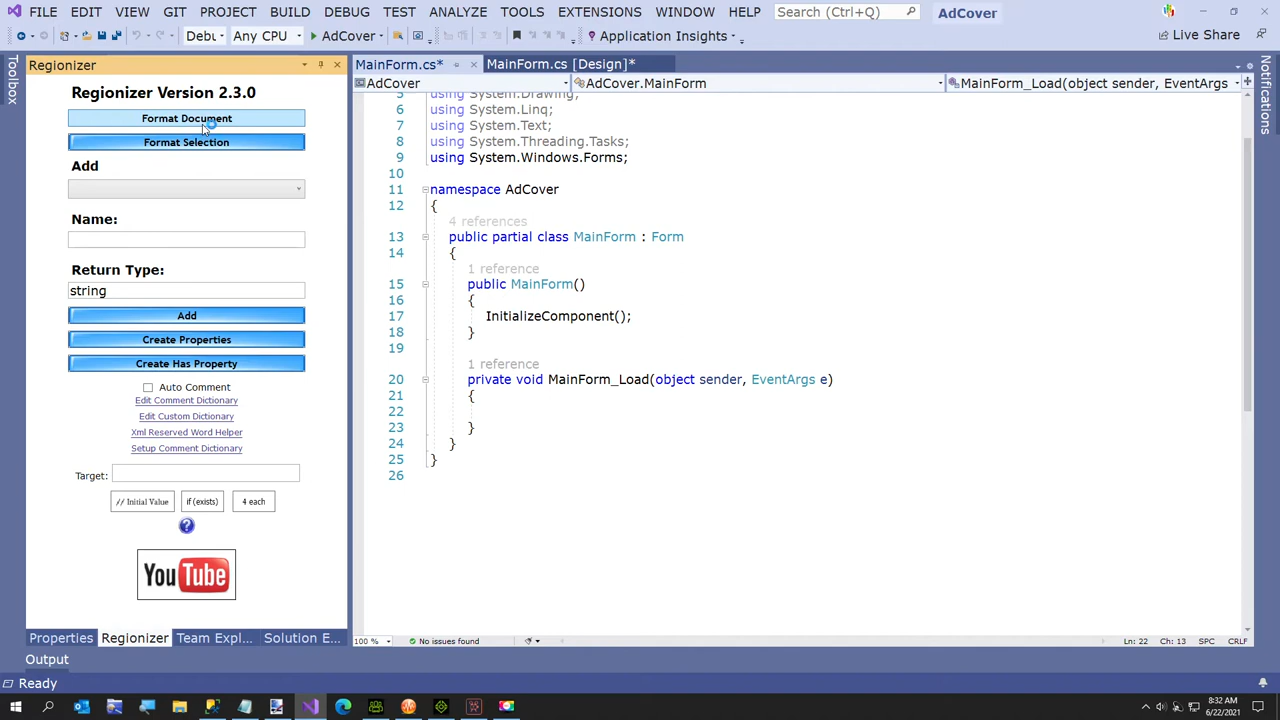 FILE EDIT VIEW GIT PROJECT BUILD DEBUG TEST ANALYZE TOOLS EXTENSIONS WINDOW HELP Search (Ctrl+Q) AdCover
Debu Any CPU AdCover Application Insights Live Share
Toolbox
Regionizer
Regionizer Version 2.3.0
Format Document
Format Selection
Add
Name:
Return Type:
string
Add
Create Properties
Create Has Property
Auto Comment
Edit Comment Dictionary
Edit Custom Dictionary
Xml Reserved Word Helper
Setup Comment Dictionary
Target:
// Initial Value if (exists) 4 each
?
YouTube
Properties Regionizer Team Expl... Solution E...
MainForm.cs* MainForm.cs [Design]*
AdCover AdCover.MainForm MainForm_Load(object sender, EventArgs e)
5 using System.Drawing;
6 using System.Linq;
7 using System.Text;
8 using System.Threading.Tasks;
9 using System.Windows.Forms;
10
11 namespace AdCover
12 {
4 references
13 public partial class MainForm : Form
14 {
1 reference
15 public MainForm()
16 {
17 InitializeComponent();
18 }
19
1 reference
20 private void MainForm_Load(object sender, EventArgs e)
21 {
22
23 }
24 }
25 }
26
100 % No issues found Ln: 22 Ch: 13 SPC CRLF
Notifications
Output
Ready
8:32 AM
6/22/2021